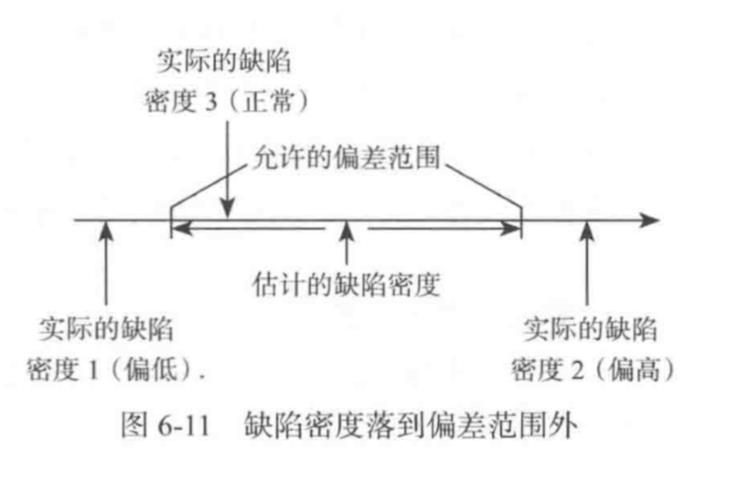 实际的缺陷
密度 3（正常）
允许的偏差范围
估计的缺陷密度
实际的缺陷
密度 1（偏低）.
实际的缺陷
密度 2（偏高）
图 6-11 缺陷密度落到偏差范围外